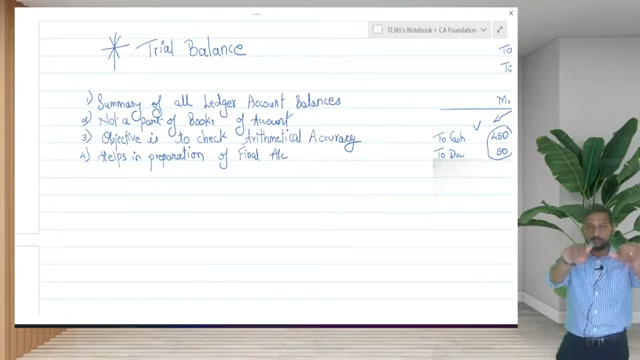 TEJAS's Notebook > CA Foundation
Trial Balance
To
To
1) Summary of all Ledger Account Balances
2) Not a part of Books of Account
3) Objective is to check Arithmetical Accuracy
4) Helps in preparation of Final A/c
M.
To Cash 450
To Disc 50